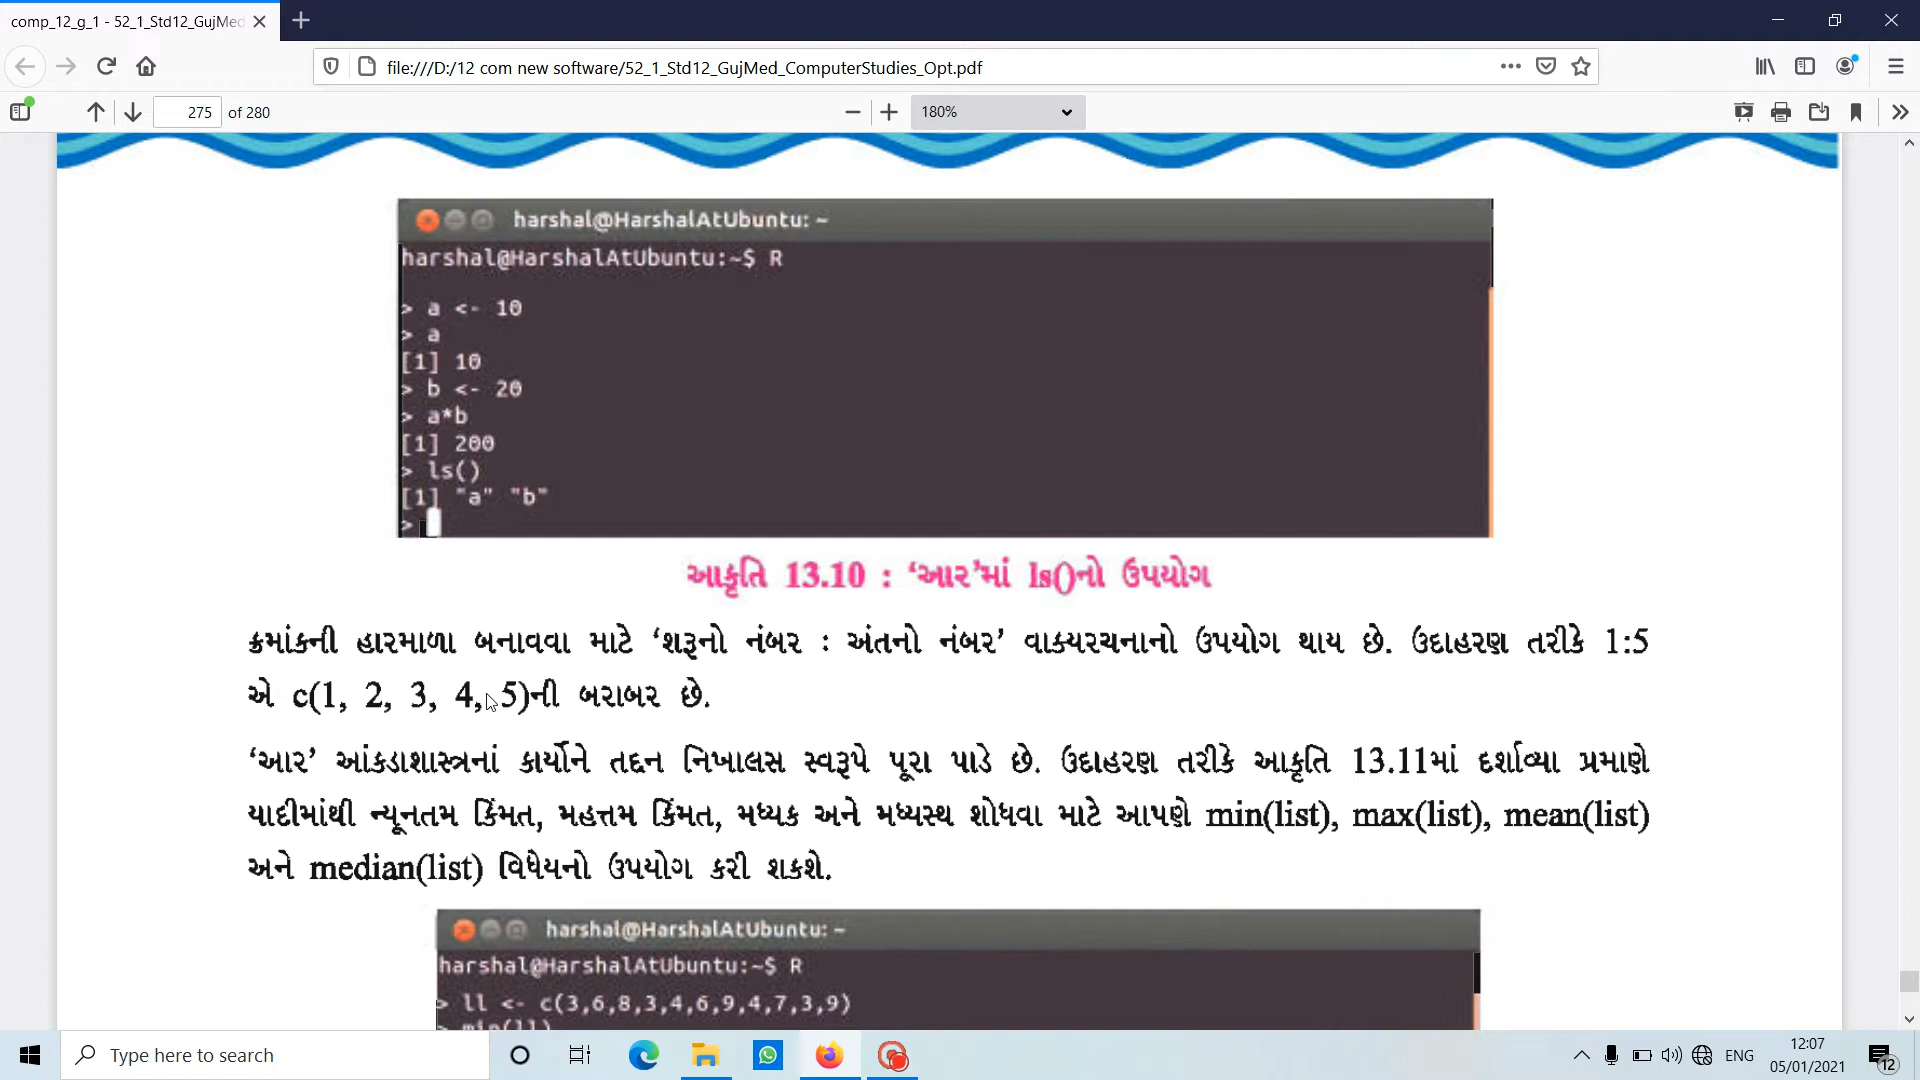 comp_12_g_1 - 52_1_Std12_GujMed
file:///D:/12 com new software/52_1_Std12_GujMed_ComputerStudies_Opt.pdf
275 of 280
180%
harshal@HarshalAtUbuntu: ~
harshal@HarshalAtUbuntu:~$ R
> a <- 10
> a
[1] 10
> b <- 20
> a*b
[1] 200
> ls()
[1] "a" "b"
>
આકૃતિ 13.10 : ‘આર’માં ls()નો ઉપયોગ
ક્રમાંકની હારમાળા બનાવવા માટે ‘શરૂનો નંબર : અંતનો નંબર’ વાક્યરચનાનો ઉપયોગ થાય છે. ઉદાહરણ તરીકે 1:5
એ c(1, 2, 3, 4, 5)ની બરાબર છે.
‘આર’ આંકડાશાસ્ત્રનાં કાર્યોને તદ્દન નિખાલસ સ્વરૂપે પૂરા પાડે છે. ઉદાહરણ તરીકે આકૃતિ 13.11માં દર્શાવ્યા પ્રમાણે
યાદીમાંથી ન્યૂનતમ કિંમત, મહત્તમ કિંમત, મધ્યક અને મધ્યસ્થ શોધવા માટે આપણે min(list), max(list), mean(list)
અને median(list) વિધેયનો ઉપયોગ કરી શકશે.
harshal@HarshalAtUbuntu: ~
harshal@HarshalAtUbuntu:~$ R
> ll <- c(3,6,8,3,4,6,9,4,7,3,9)
> min(ll)
Type here to search
ENG
12:07
05/01/2021
12